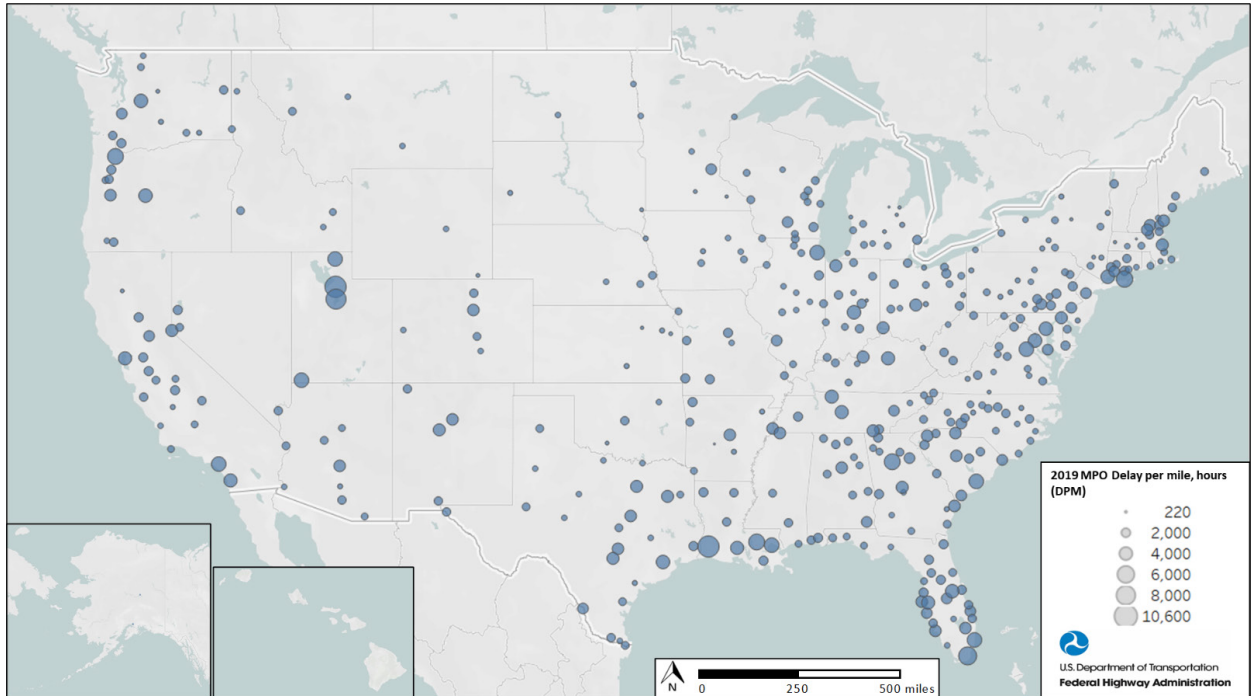 2019 MPO Delay per mile, hours
(DPM)
220
2,000
4,000
6,000
8,000
10,600
U.S. Department of Transportation
Federal Highway Administration
N
0 250 500 miles